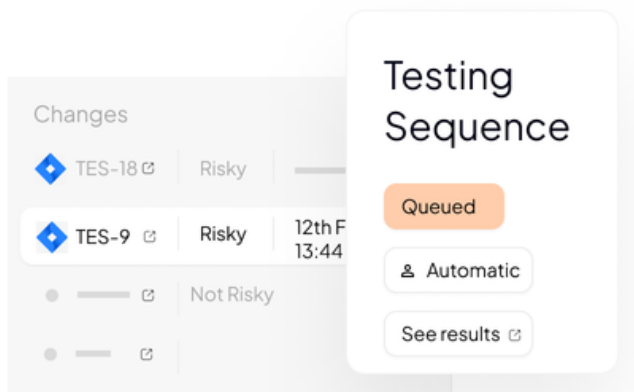 Changes
TES-18
Risky
TES-9
Risky
12th F
13:44
Not Risky
Testing
Sequence
Queued
Automatic
See results